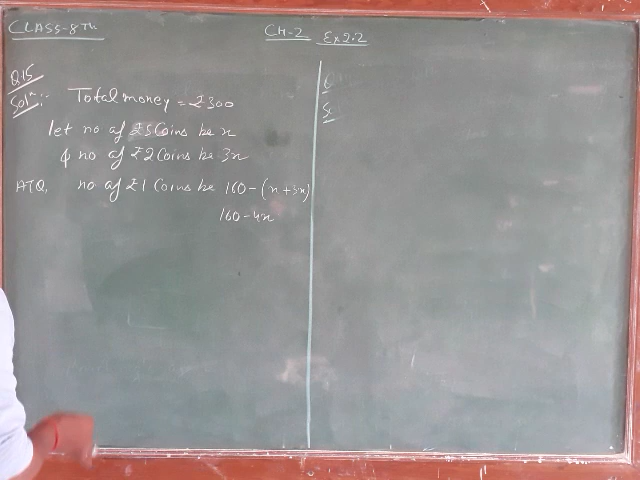 CLASS-8Th
CH-2 Ex 2.2
Q15
Solⁿ:- Total money = ₹300
let no of ₹5 Coins be x
& no of ₹2 Coins be 3x
ATQ, no of ₹1 Coins be 160-(x+3x)
160-4x
Q
S